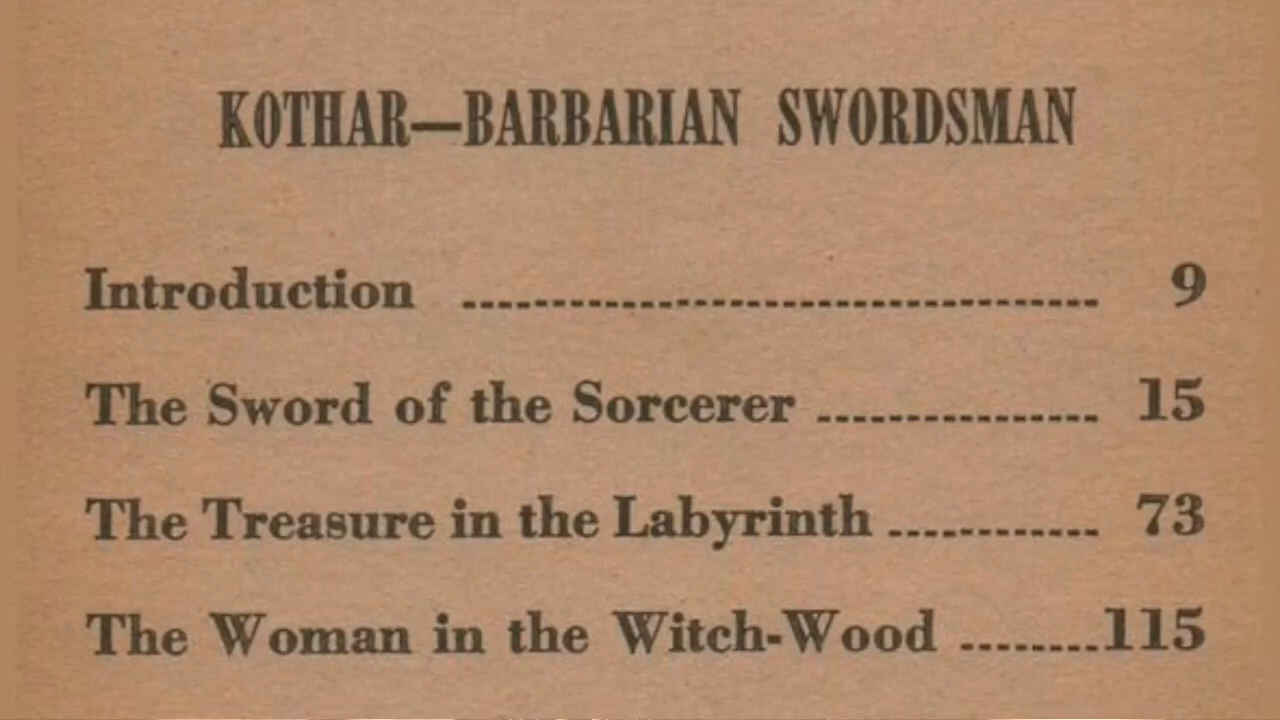 KOTHAR—BARBARIAN SWORDSMAN
Introduction ................................... 9
The Sword of the Sorcerer ................ 15
The Treasure in the Labyrinth ............ 73
The Woman in the Witch-Wood ........115